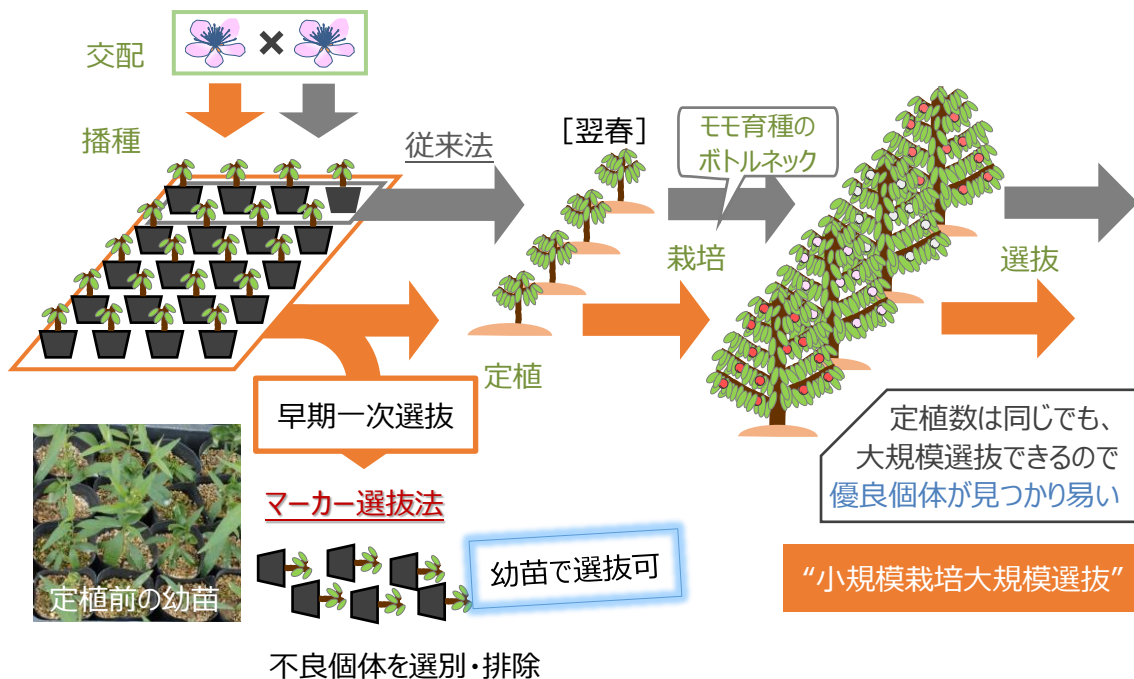 交配
播種
従来法
[翌春]
モモ育種の
ボトルネック
栽培
選抜
定植
早期一次選抜
定植数は同じでも、
大規模選抜できるので
優良個体が見つかり易い
マーカー選抜法
幼苗で選抜可
“小規模栽培大規模選抜”
定植前の幼苗
不良個体を選別・排除